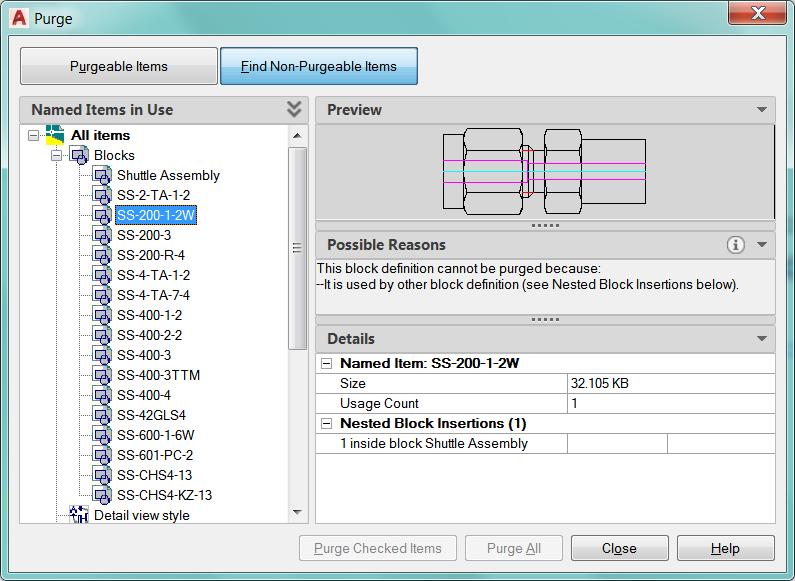 Purge
Purgeable Items
Find Non-Purgeable Items
Named Items in Use
All items
Blocks
Shuttle Assembly
SS-2-TA-1-2
SS-200-1-2W
SS-200-3
SS-200-R-4
SS-4-TA-1-2
SS-4-TA-7-4
SS-400-1-2
SS-400-2-2
SS-400-3
SS-400-3TTM
SS-400-4
SS-42GLS4
SS-600-1-6W
SS-601-PC-2
SS-CHS4-13
SS-CHS4-KZ-13
Detail view style
Preview
Possible Reasons
This block definition cannot be purged because:
--It is used by other block definition (see Nested Block Insertions below).
Details
Named Item: SS-200-1-2W
Size 32.105 KB
Usage Count 1
Nested Block Insertions (1)
1 inside block Shuttle Assembly
Purge Checked Items
Purge All
Close
Help